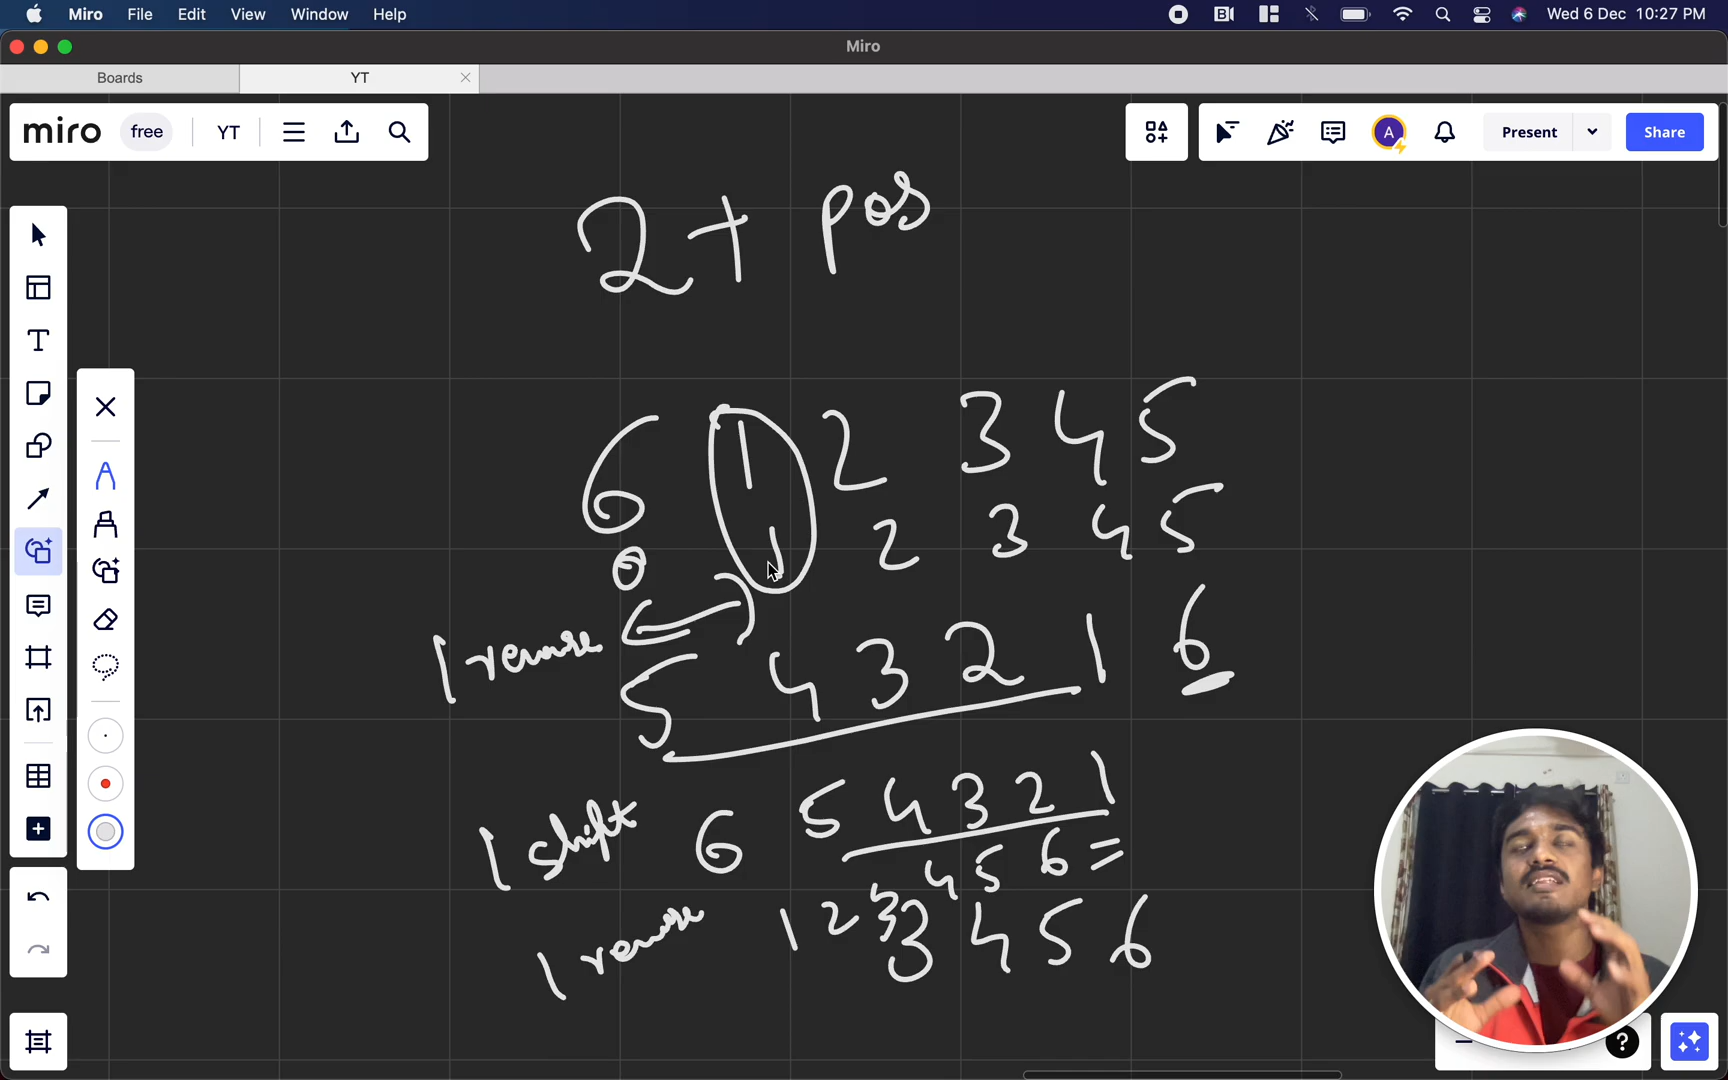 Miro File Edit View Window Help Wed 6 Dec 10:27 PM
Miro
Boards YT
miro free YT Present Share
A
2 + pos
6 1 2 3 4 5
0 1 2 3 4 5
1 reverse
5 4 3 2 1 6
1 shift 6 5 4 3 2 1
4 5 6 =
1 reverse 1 2 3 3 4 5 6